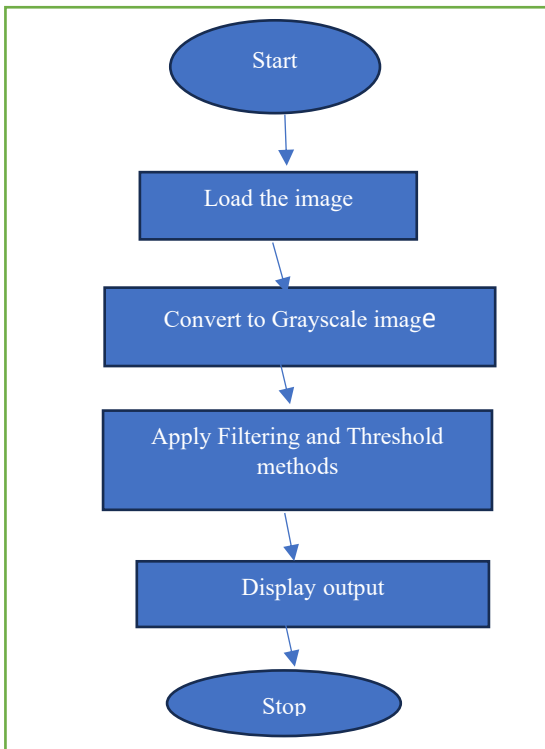 Start
Load the image
Convert to Grayscale image
Apply Filtering and Threshold
methods
Display output
Stop